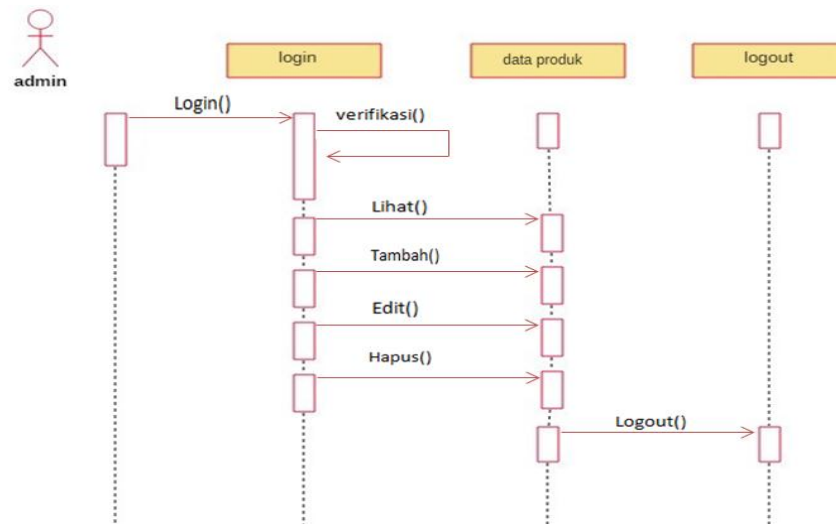 admin
login
data produk
logout
Login()
verifikasi()
Lihat()
Tambah()
Edit()
Hapus()
Logout()